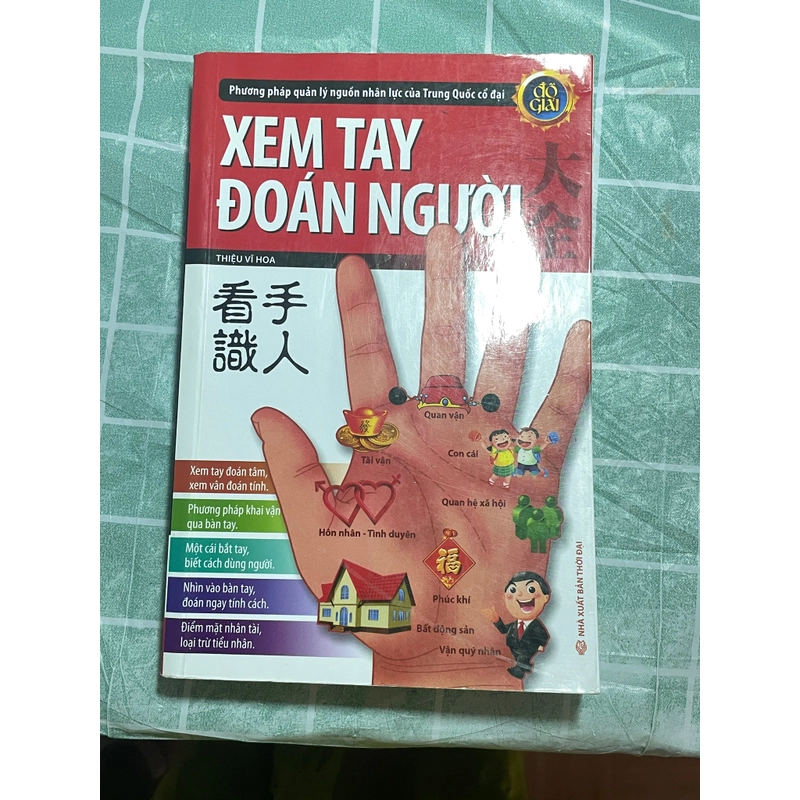 Phương pháp quản lý nguồn nhân lực của Trung Quốc cổ đại
đồ
giải
XEM TAY
ĐOÁN NGƯỜI
大全
THIỆU VĨ HOA
看手
識人
Quan vận
Tài vận
Con cái
Hôn nhân - Tình duyên
Quan hệ xã hội
福
Phúc khí
Bất động sản
Vận quý nhân
Xem tay đoán tâm,
xem vân đoán tính.
Phương pháp khai vận
qua bàn tay.
Một cái bắt tay,
biết cách dùng người.
Nhìn vào bàn tay,
đoán ngay tính cách.
Điểm mặt nhân tài,
loại trừ tiểu nhân.
NHÀ XUẤT BẢN THỜI ĐẠI